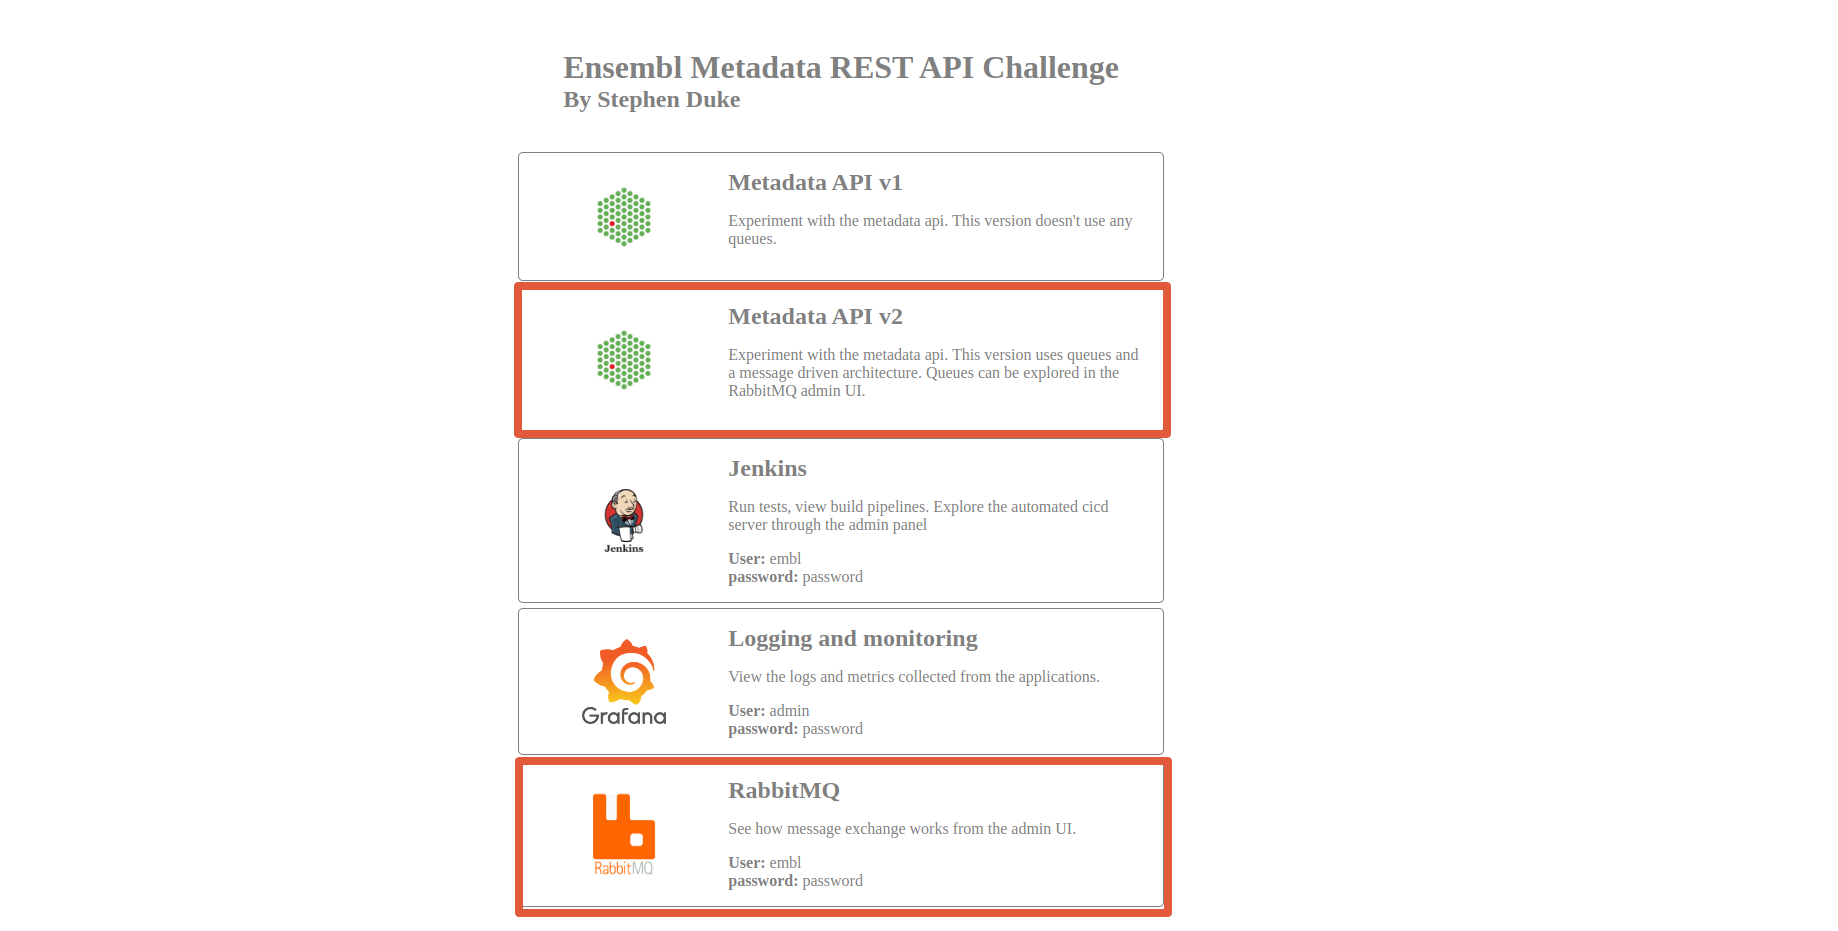 Ensembl Metadata REST API Challenge
By Stephen Duke
Metadata API v1
Experiment with the metadata api. This version doesn't use any
queues.
Metadata API v2
Experiment with the metadata api. This version uses queues and
a message driven architecture. Queues can be explored in the
RabbitMQ admin UI.
Jenkins
Jenkins
Run tests, view build pipelines. Explore the automated cicd
server through the admin panel
User: embl
password: password
Grafana
Logging and monitoring
View the logs and metrics collected from the applications.
User: admin
password: password
RabbitMQ
RabbitMQ
See how message exchange works from the admin UI.
User: embl
password: password